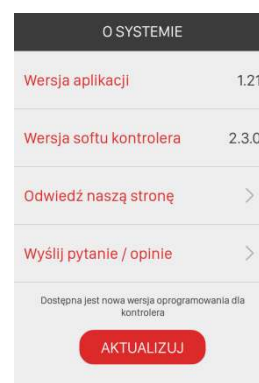 O SYSTEMIE
Wersja aplikacji 1.21
Wersja softu kontrolera 2.3.0
Odwiedź naszą stronę
Wyślij pytanie / opinie
Dostępna jest nowa wersja oprogramowania dla
kontrolera
AKTUALIZUJ